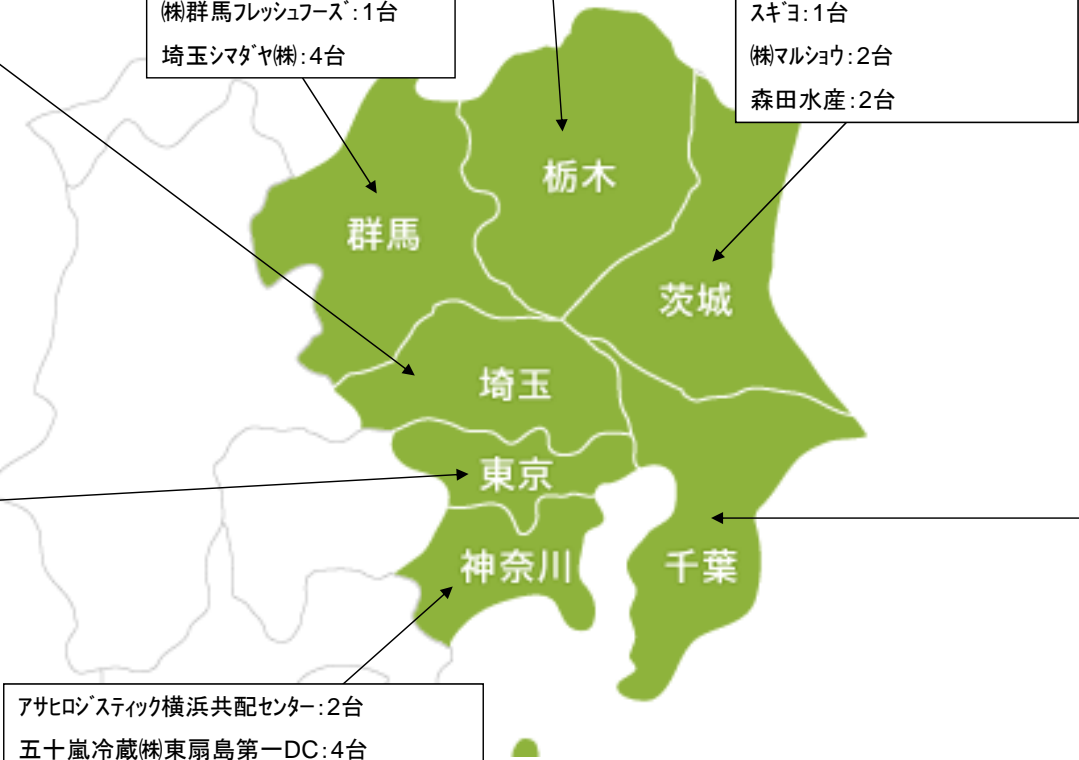 ㈱群馬フレッシュフーズ:1台
埼玉シマダヤ㈱:4台
スギヨ:1台
㈱マルショウ:2台
森田水産:2台
栃木
群馬
茨城
埼玉
東京
神奈川
千葉
アサヒロジスティック横浜共配センター:2台
五十嵐冷蔵㈱東扇島第一DC:4台